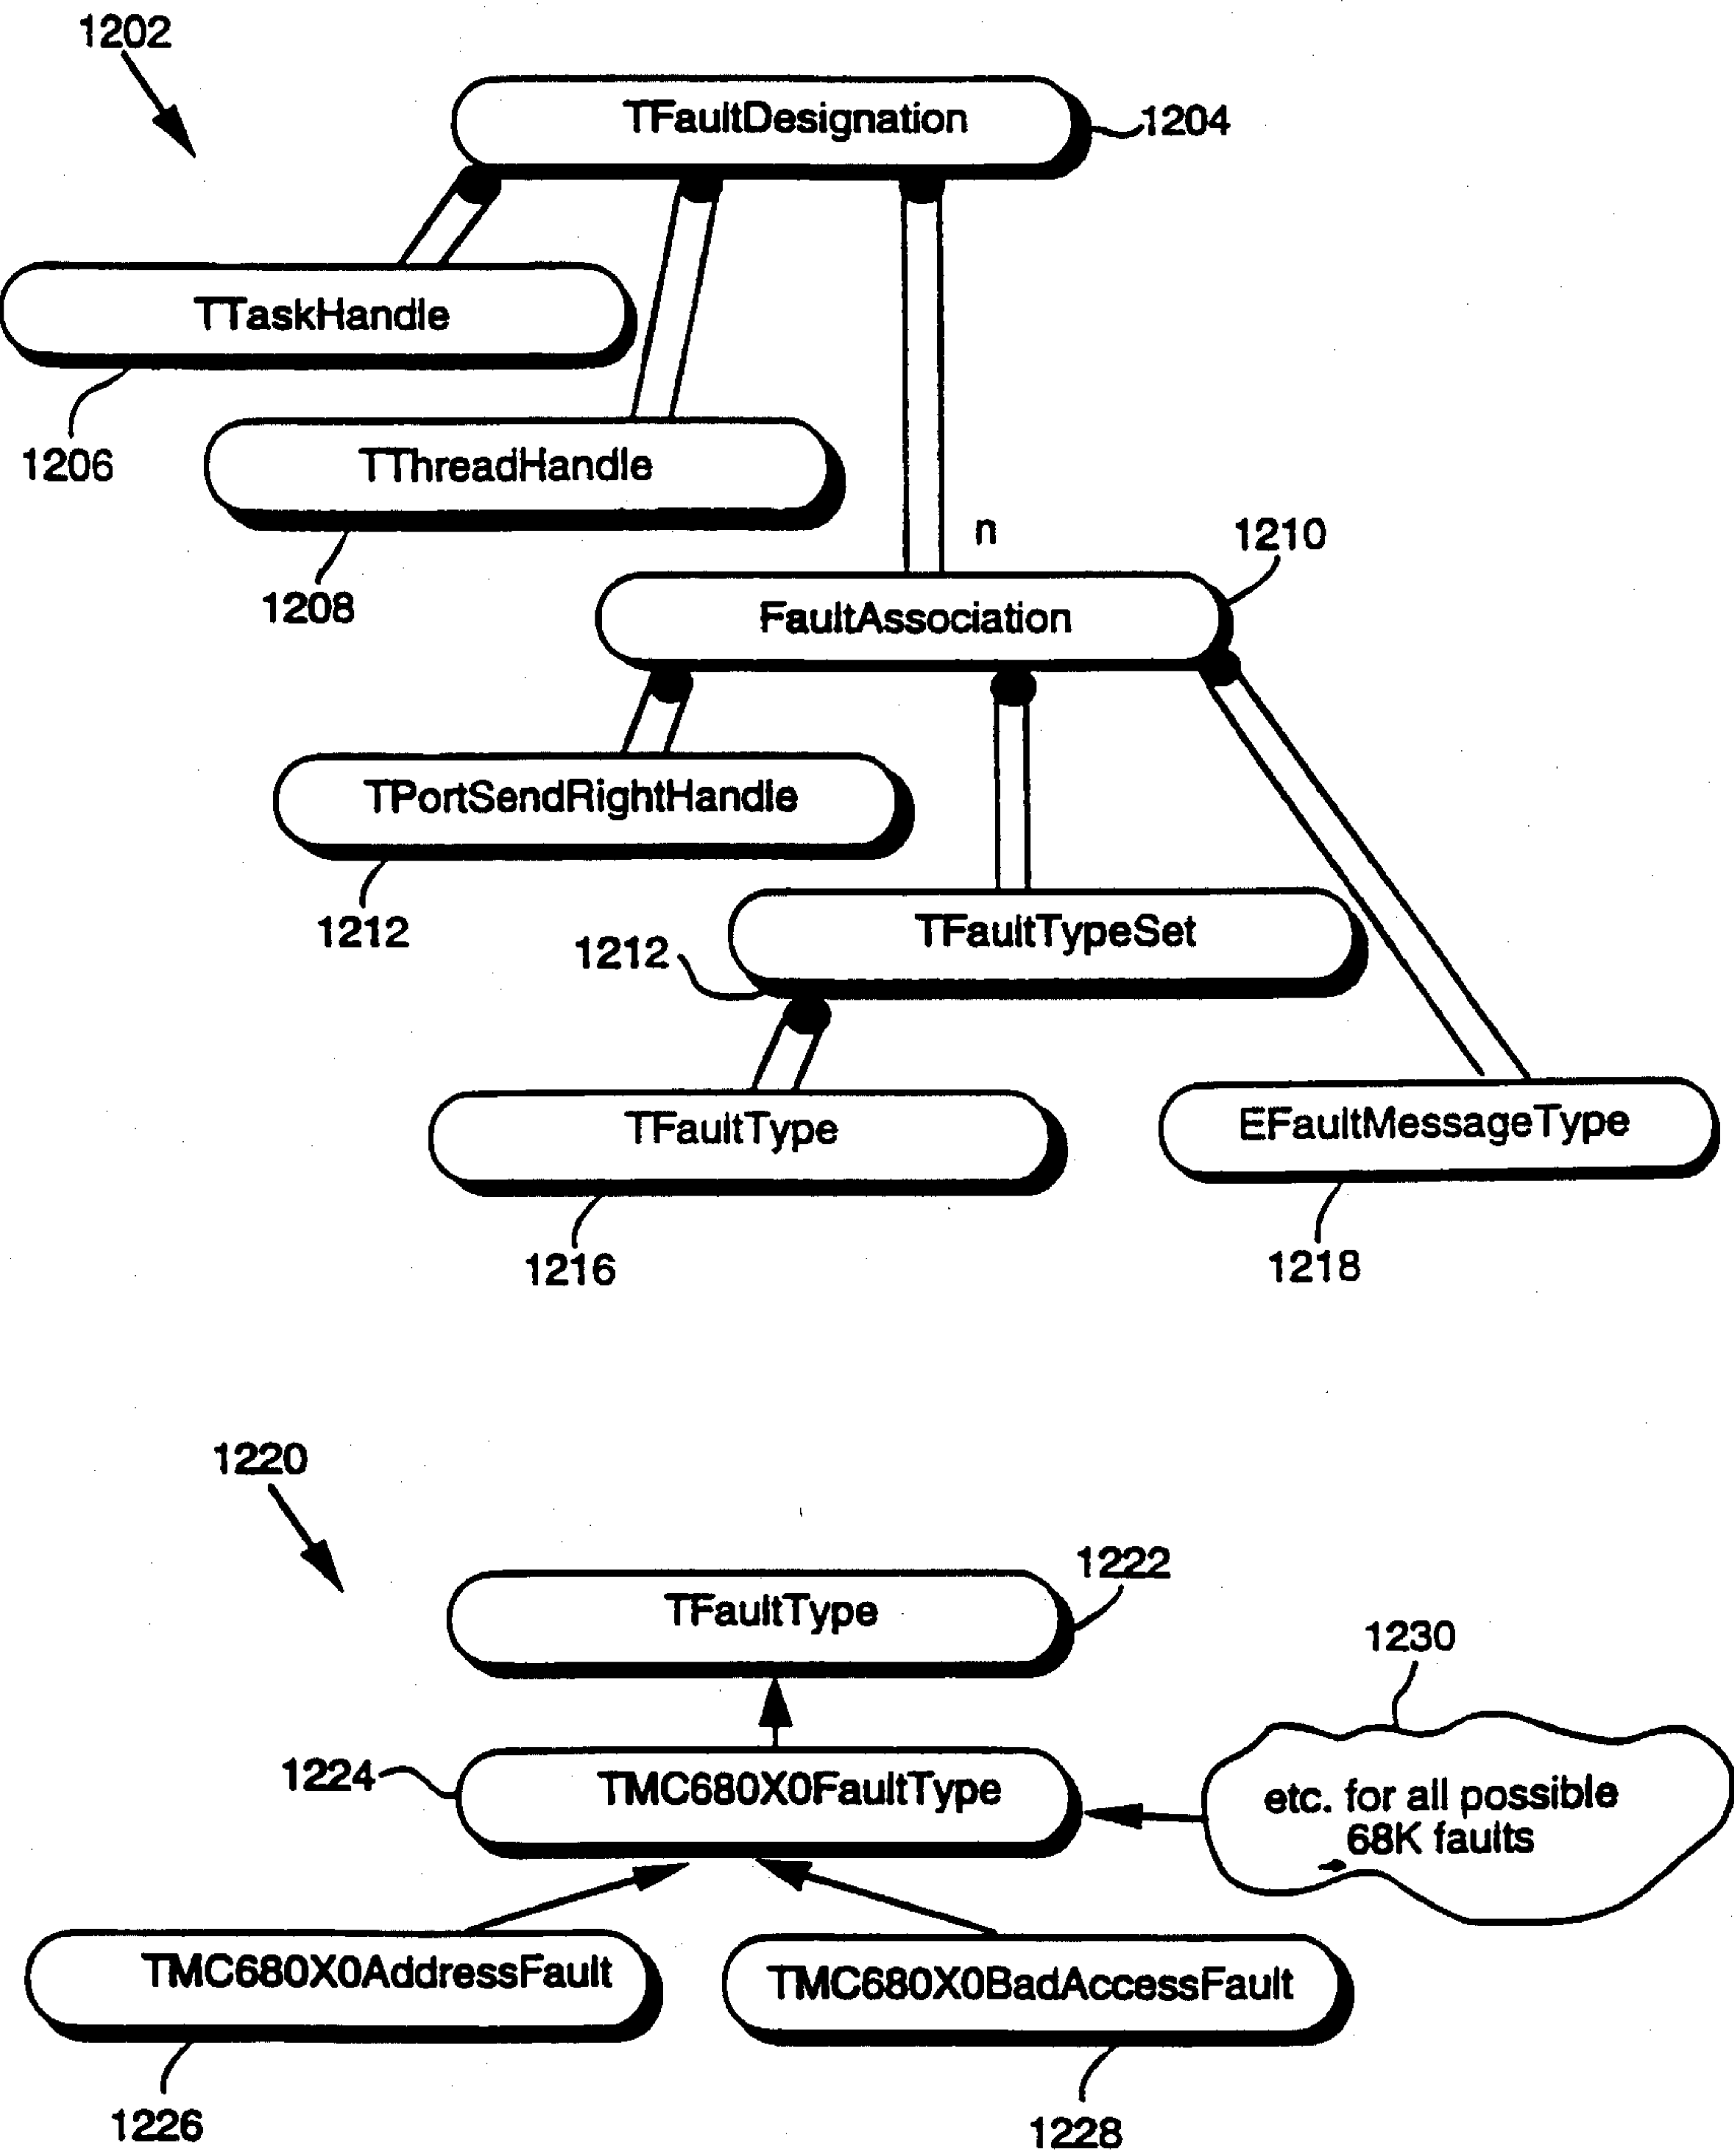 1202
TFaultDesignation
1204
TTaskHandle
1206
TThreadHandle
1208
n
1210
FaultAssociation
TPortSendRightHandle
1212
TFaultTypeSet
1212
TFaultType
EFaultMessageType
1216
1218
1220
1222
TFaultType
1230
1224
TMC680X0FaultType
etc. for all possible
68K faults
TMC680X0AddressFault
TMC680X0BadAccessFault
1226
1228